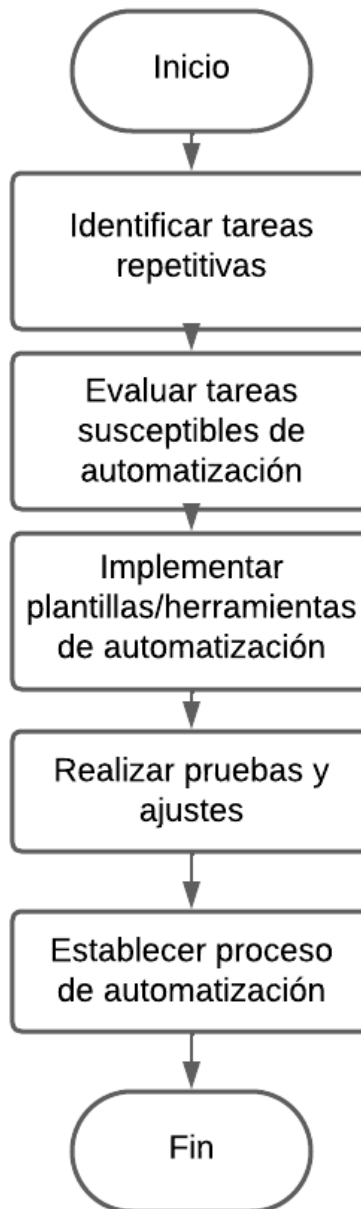 Inicio
Identificar tareas
repetitivas
Evaluar tareas
susceptibles de
automatización
Implementar
plantillas/herramientas
de automatización
Realizar pruebas y
ajustes
Establecer proceso
de automatización
Fin